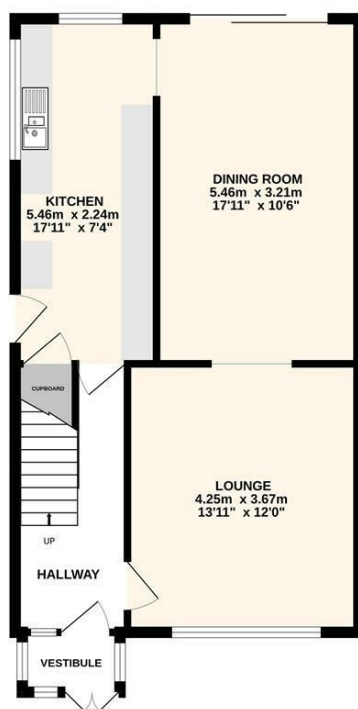 KITCHEN
5.46m x 2.24m
17'11" x 7'4"
DINING ROOM
5.46m x 3.21m
17'11" x 10'6"
CUPBOARD
LOUNGE
4.25m x 3.67m
13'11" x 12'0"
UP
HALLWAY
VESTIBULE